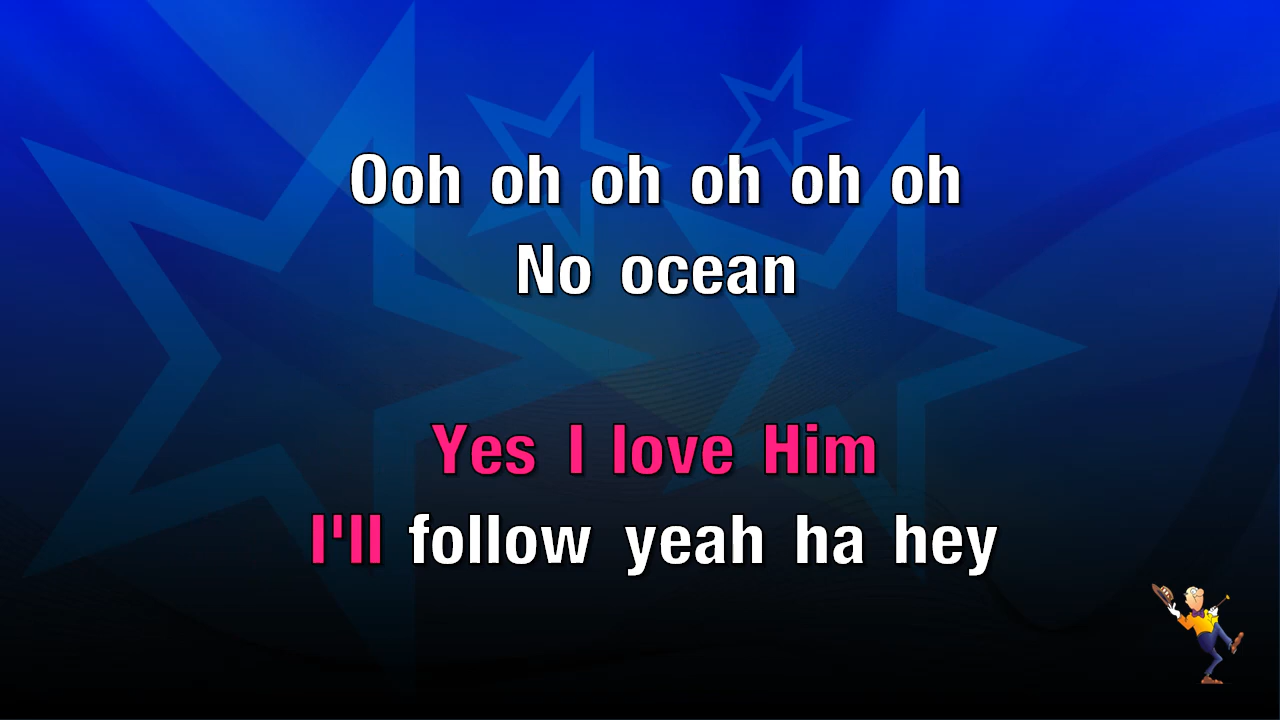 Ooh oh oh oh oh oh
No ocean
Yes I love Him
I'll follow yeah ha hey